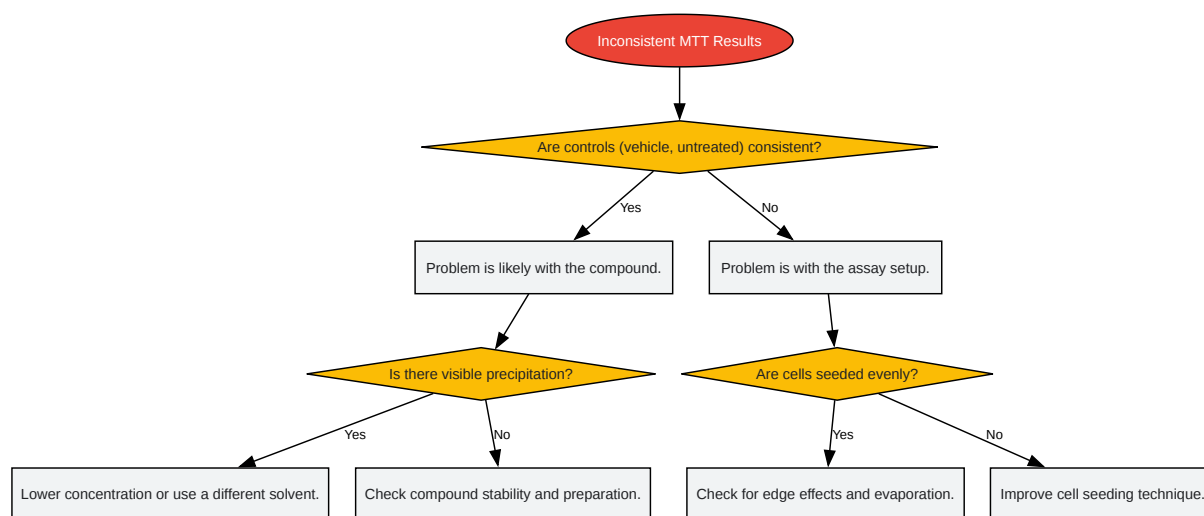 Inconsistent MTT Results
Are controls (vehicle, untreated) consistent?
Yes
No
Problem is likely with the compound.
Problem is with the assay setup.
Is there visible precipitation?
Are cells seeded evenly?
Yes
No
Yes
No
Lower concentration or use a different solvent.
Check compound stability and preparation.
Check for edge effects and evaporation.
Improve cell seeding technique.